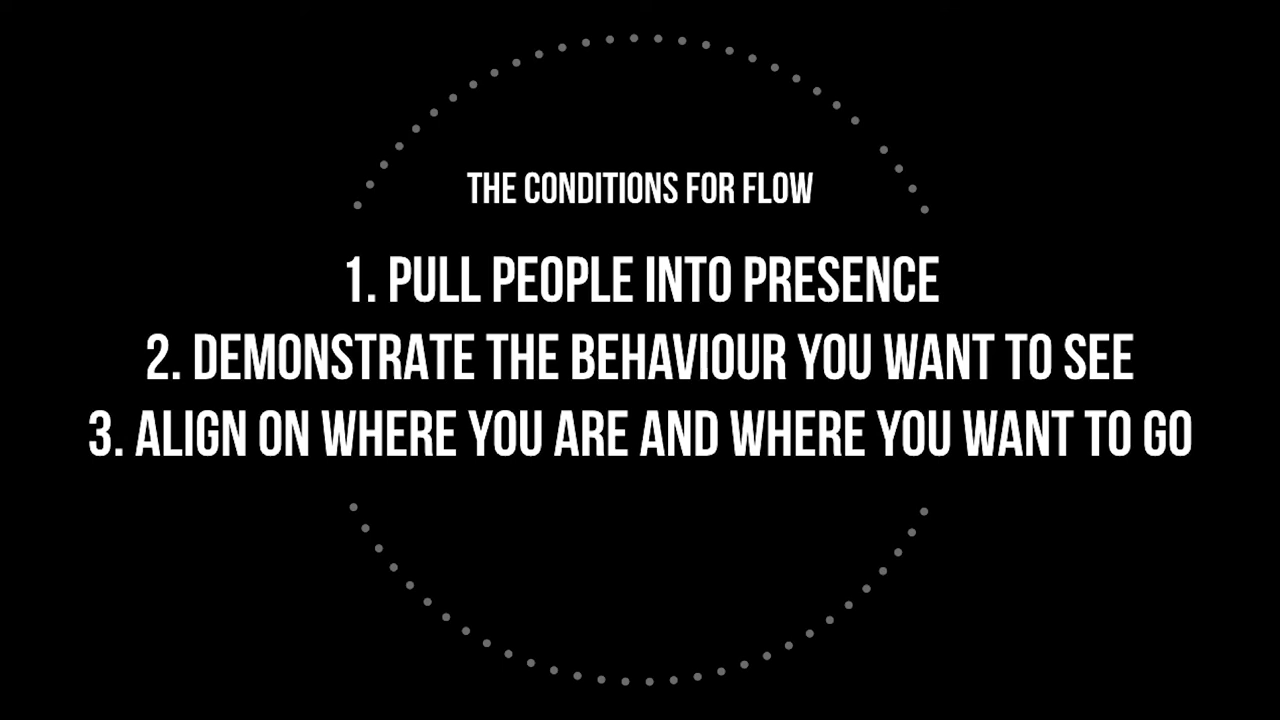 THE CONDITIONS FOR FLOW
1. PULL PEOPLE INTO PRESENCE
2. DEMONSTRATE THE BEHAVIOUR YOU WANT TO SEE
3. ALIGN ON WHERE YOU ARE AND WHERE YOU WANT TO GO